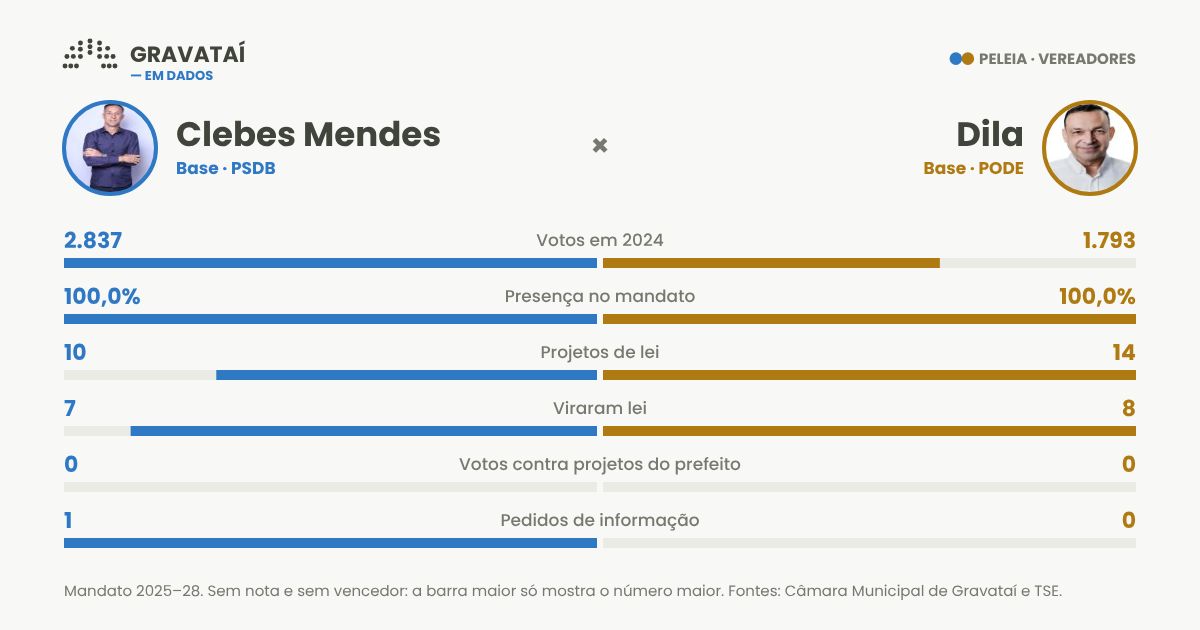 GRAVATAÍ
— EM DADOS
PELEIA · VEREADORES
Clebes Mendes
Base · PSDB
×
Dila
Base · PODE
2.837 Votos em 2024 1.793
100,0% Presença no mandato 100,0%
10 Projetos de lei 14
7 Viraram lei 8
0 Votos contra projetos do prefeito 0
1 Pedidos de informação 0
Mandato 2025–28. Sem nota e sem vencedor: a barra maior só mostra o número maior. Fontes: Câmara Municipal de Gravataí e TSE.